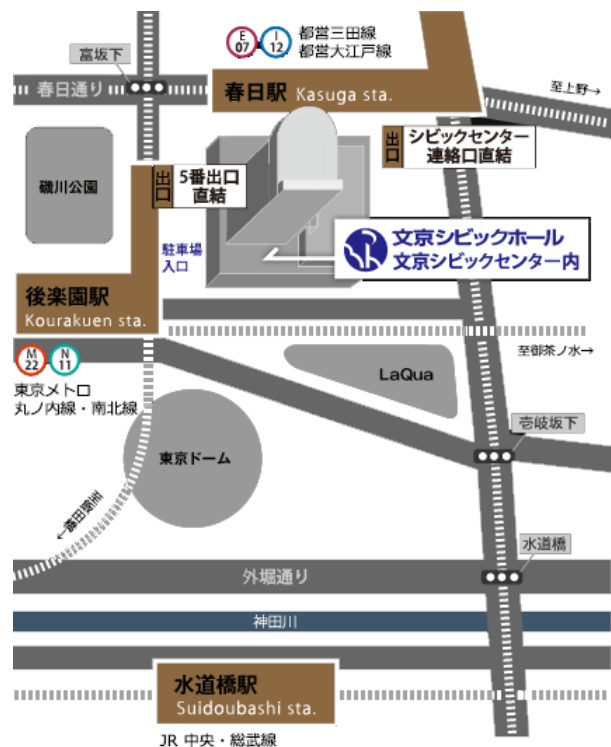 E 07
I 12
都営三田線
都営大江戸線
富坂下
春日通り
春日駅 Kasuga sta.
至上野→
出口
シビックセンター
連絡口直結
礫川公園
出口
5番出口
直結
駐車場
入口
文京シビックホール
文京シビックセンター内
後楽園駅
Kourakuen sta.
M 22
N 11
東京メトロ
丸ノ内線・南北線
至御茶ノ水→
LaQua
壱岐坂下
東京ドーム
至飯田橋→
水道橋
外堀通り
神田川
水道橋駅
Suidoubashi sta.
JR 中央・総武線